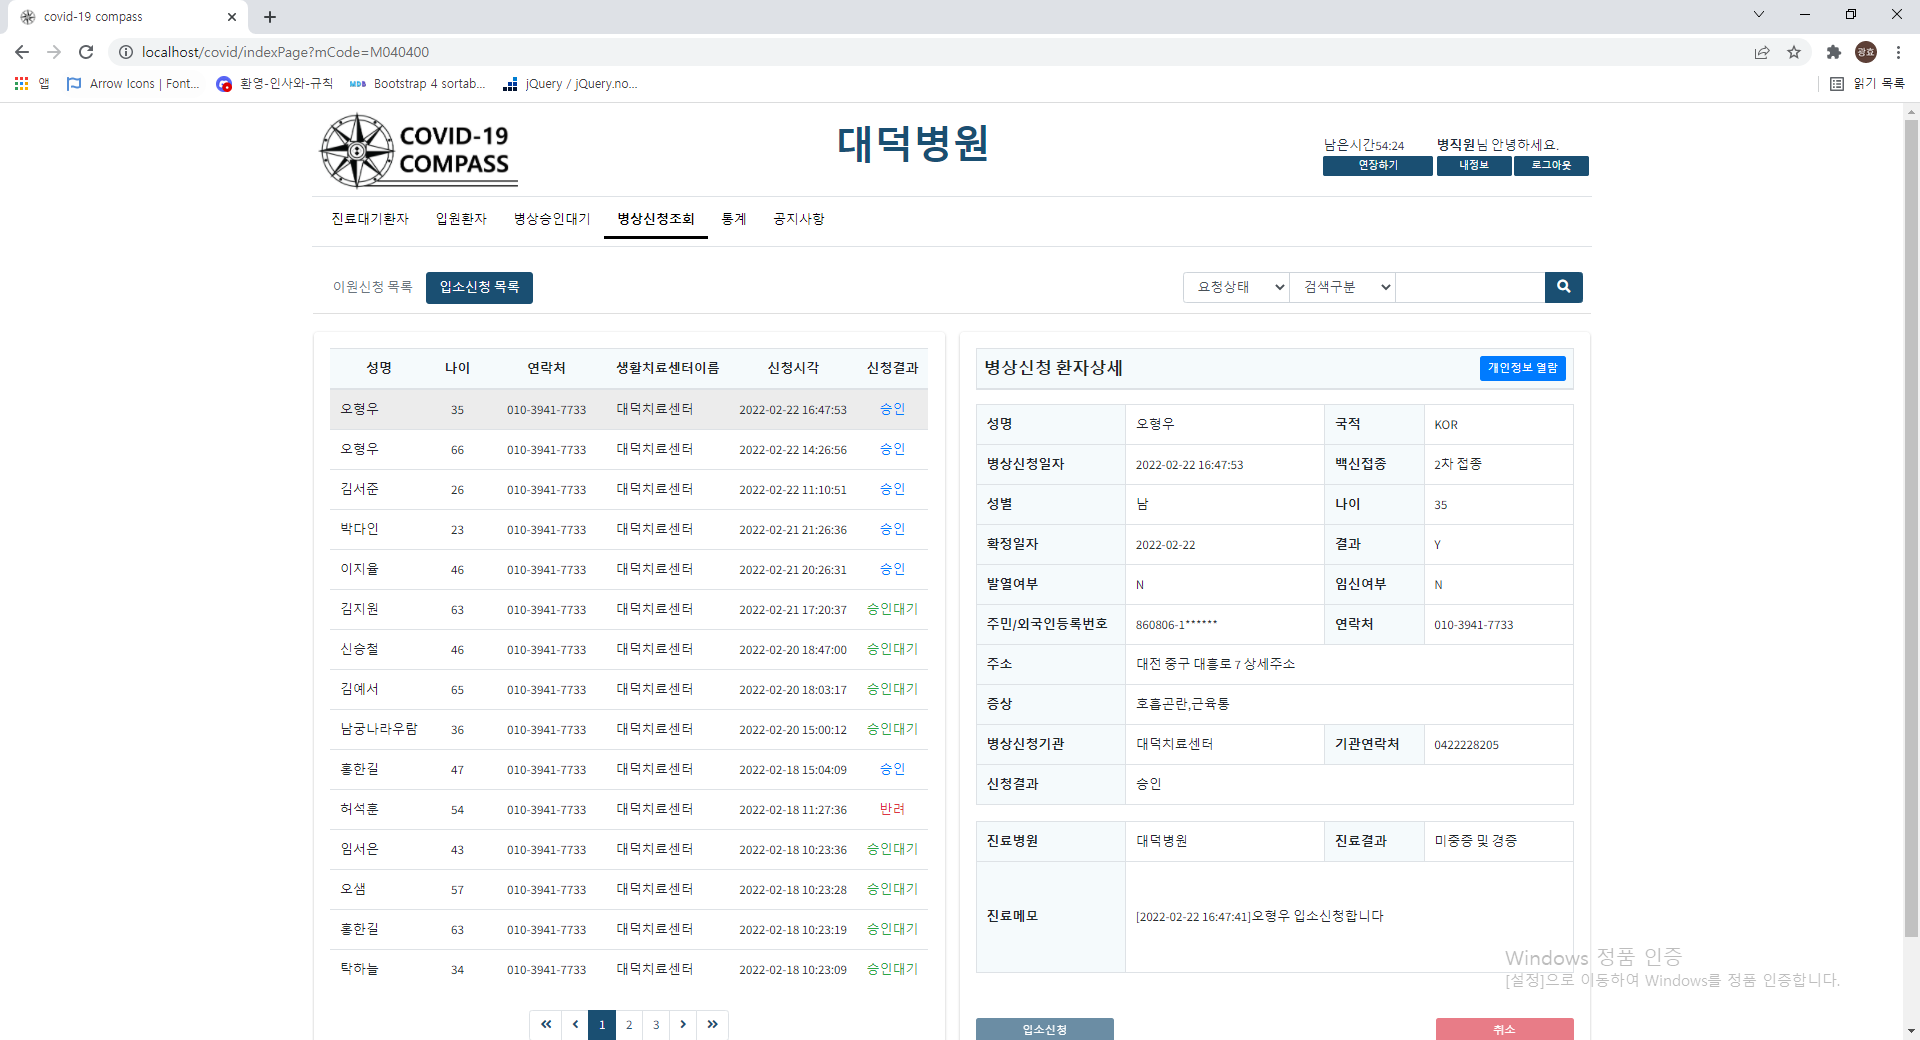 covid-19 compass
localhost/covid/indexPage?mCode=M040400
광효
앱 Arrow Icons | Font... 환영-인사와-규칙 MDB Bootstrap 4 sortab... jQuery / jQuery.no... 읽기 목록
COVID-19
COMPASS
대덕병원
남은시간54:24 병직원님 안녕하세요.
연장하기 내정보 로그아웃
진료대기환자 입원환자 병상승인대기 병상신청조회 통계 공지사항
이원신청 목록 입소신청 목록 요청상태 검색구분
성명 나이 연락처 생활치료센터이름 신청시각 신청결과
오형우 35 010-3941-7733 대덕치료센터 2022-02-22 16:47:53 승인
오형우 66 010-3941-7733 대덕치료센터 2022-02-22 14:26:56 승인
김서준 26 010-3941-7733 대덕치료센터 2022-02-22 11:10:51 승인
박다인 23 010-3941-7733 대덕치료센터 2022-02-21 21:26:36 승인
이지율 46 010-3941-7733 대덕치료센터 2022-02-21 20:26:31 승인
김지원 63 010-3941-7733 대덕치료센터 2022-02-21 17:20:37 승인대기
신승철 46 010-3941-7733 대덕치료센터 2022-02-20 18:47:00 승인대기
김예서 65 010-3941-7733 대덕치료센터 2022-02-20 18:03:17 승인대기
남궁나라우람 36 010-3941-7733 대덕치료센터 2022-02-20 15:00:12 승인대기
홍한길 47 010-3941-7733 대덕치료센터 2022-02-18 15:04:09 승인
허석훈 54 010-3941-7733 대덕치료센터 2022-02-18 11:27:36 반려
임서은 43 010-3941-7733 대덕치료센터 2022-02-18 10:23:36 승인대기
오샘 57 010-3941-7733 대덕치료센터 2022-02-18 10:23:28 승인대기
홍한길 63 010-3941-7733 대덕치료센터 2022-02-18 10:23:19 승인대기
탁하늘 34 010-3941-7733 대덕치료센터 2022-02-18 10:23:09 승인대기
« ‹ 1 2 3 › »
병상신청 환자상세 개인정보 열람
성명 오형우 국적 KOR
병상신청일자 2022-02-22 16:47:53 백신접종 2차 접종
성별 남 나이 35
확정일자 2022-02-22 결과 Y
발열여부 N 임신여부 N
주민/외국인등록번호 860806-1****** 연락처 010-3941-7733
주소 대전 중구 대흥로 7 상세주소
증상 호흡곤란,근육통
병상신청기관 대덕치료센터 기관연락처 0422228205
신청결과 승인
진료병원 대덕병원 진료결과 미중증 및 경증
진료메모 [2022-02-22 16:47:41]오형우 입소신청합니다
입소신청 취소
Windows 정품 인증
[설정]으로 이동하여 Windows를 정품 인증합니다.